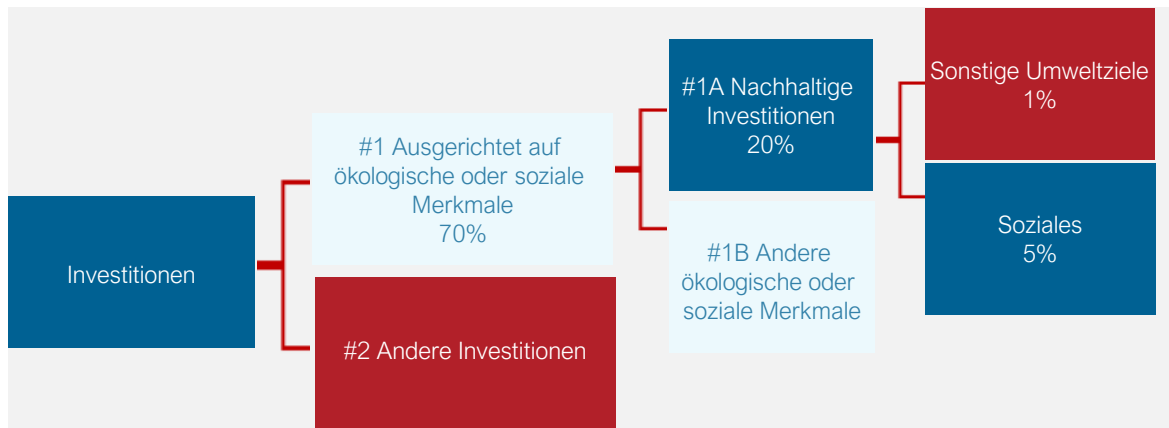 Investitionen
#1 Ausgerichtet auf
ökologische oder soziale
Merkmale
70%
#2 Andere Investitionen
#1A Nachhaltige
Investitionen
20%
#1B Andere
ökologische oder
soziale Merkmale
Sonstige Umweltziele
1%
Soziales
5%